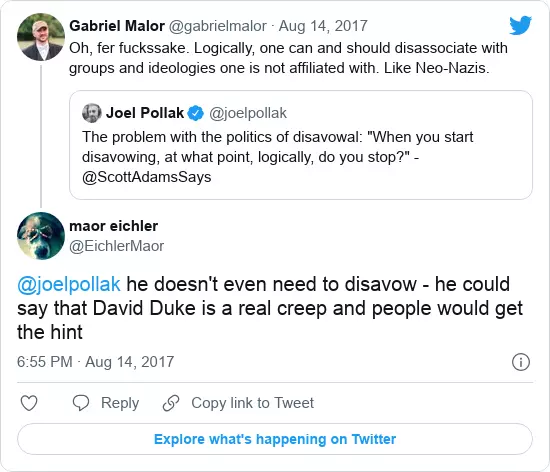 Gabriel Malor @gabrielmalor · Aug 14, 2017
Oh, fer fuckssake. Logically, one can and should disassociate with
groups and ideologies one is not affiliated with. Like Neo-Nazis.
Joel Pollak @joelpollak
The problem with the politics of disavowal: "When you start
disavowing, at what point, logically, do you stop?" -
@ScottAdamsSays
maor eichler
@EichlerMaor
@joelpollak he doesn't even need to disavow - he could
say that David Duke is a real creep and people would get
the hint
6:55 PM · Aug 14, 2017
Reply Copy link to Tweet
Explore what's happening on Twitter